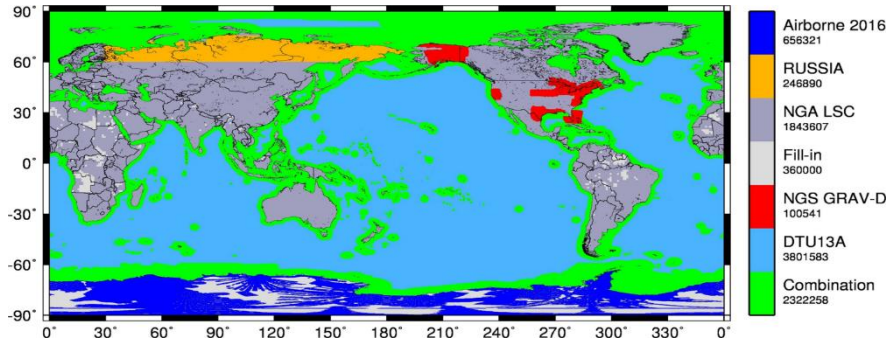 90°
60°
30°
0°
-30°
-60°
-90°
0° 30° 60° 90° 120° 150° 180° 210° 240° 270° 300° 330° 0°
Airborne 2016
656321
RUSSIA
246890
NGA LSC
1843607
Fill-in
360000
NGS GRAV-D
100541
DTU13A
3801583
Combination
2322258